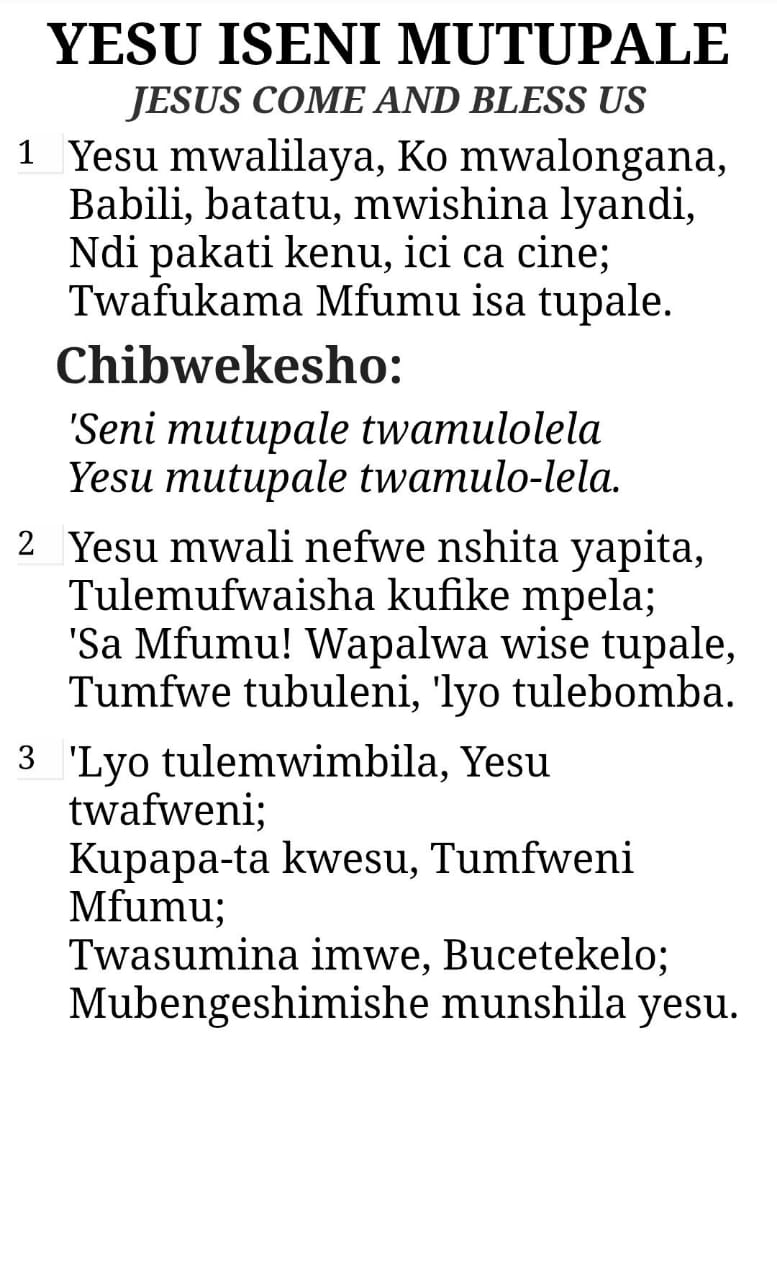 YESU ISENI MUTUPALE
JESUS COME AND BLESS US
1 Yesu mwalilaya, Ko mwalongana,
Babili, batatu, mwishina lyandi,
Ndi pakati kenu, ici ca cine;
Twafukama Mfumu isa tupale.
Chibwekesho:
'Seni mutupale twamulolela
Yesu mutupale twamulo-lela.
2 Yesu mwali nefwe nshita yapita,
Tulemufwaisha kufike mpela;
'Sa Mfumu! Wapalwa wise tupale,
Tumfwe tubuleni, 'lyo tulebomba.
3 'Lyo tulemwimbila, Yesu
twafweni;
Kupapa-ta kwesu, Tumfweni
Mfumu;
Twasumina imwe, Bucetekelo;
Mubengeshimishe munshila yesu.